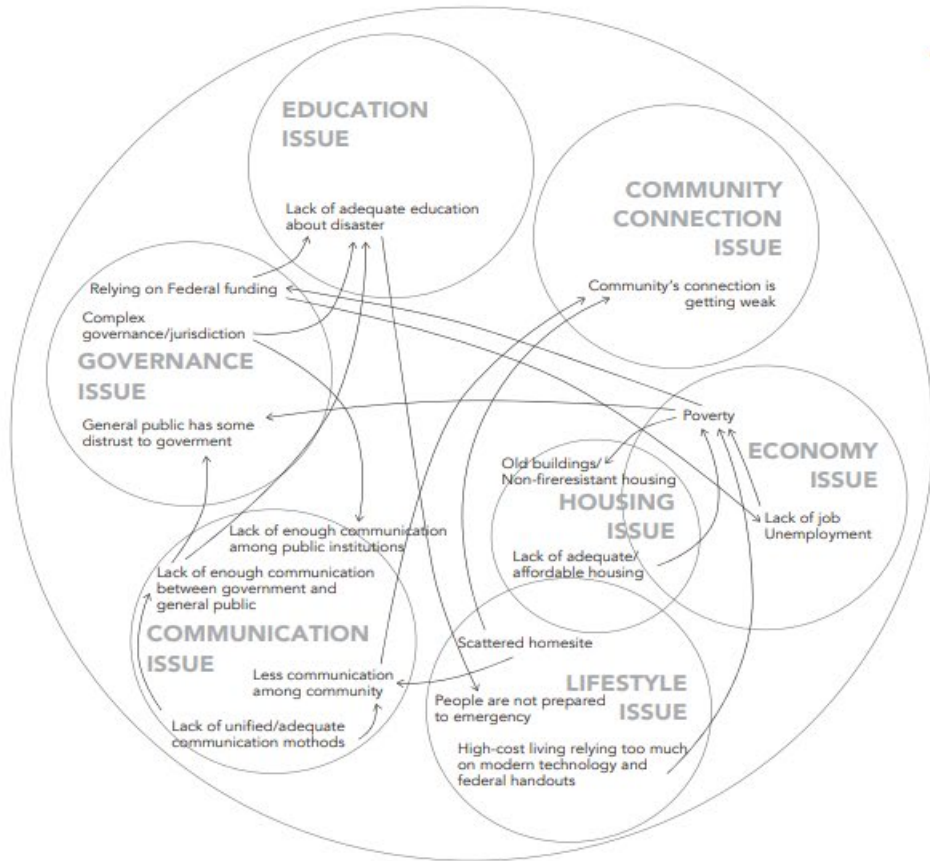 EDUCATION
ISSUE
Lack of adequate education
about disaster
COMMUNITY
CONNECTION
ISSUE
Community's connection is
getting weak
Relying on Federal funding
Complex
governance/jurisdiction
GOVERNANCE
ISSUE
General public has some
distrust to goverment
Poverty
ECONOMY
ISSUE
Lack of job
Unemployment
Old buildings/
Non-fireresistant housing
HOUSING
ISSUE
Lack of adequate/
affordable housing
Lack of enough communication
among public institutions
Lack of enough communication
between government and
general public
COMMUNICATION
ISSUE
Less communication
among community
Lack of unified/adequate
communication mothods
Scattered homesite
LIFESTYLE
ISSUE
People are not prepared
to emergency
High-cost living relying too much
on modern technology and
federal handouts